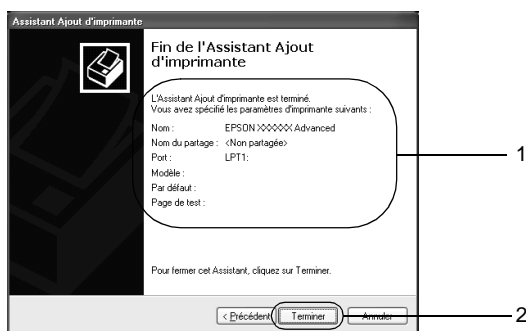 Assistant Ajout d'imprimante
Fin de l'Assistant Ajout
d'imprimante
L'Assistant Ajout d'imprimante est terminé.
Vous avez spécifié les paramètres d'imprimante suivants :
Nom : EPSON XXXXXX Advanced
Nom du partage : <Non partagée>
Port : LPT1:
Modèle :
Par défaut :
Page de test :
1
Pour fermer cet Assistant, cliquez sur Terminer.
< Précédent Terminer Annuler
2